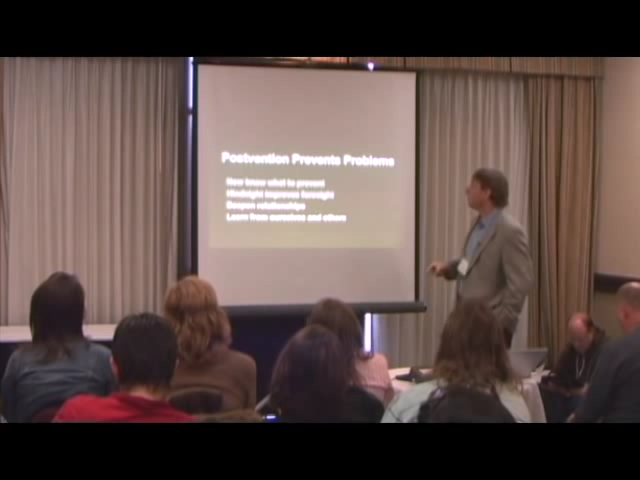 Postvention Prevents Problems
Now know what to prevent
Hindsight improves foresight
Deepen relationships
Learn from ourselves and others